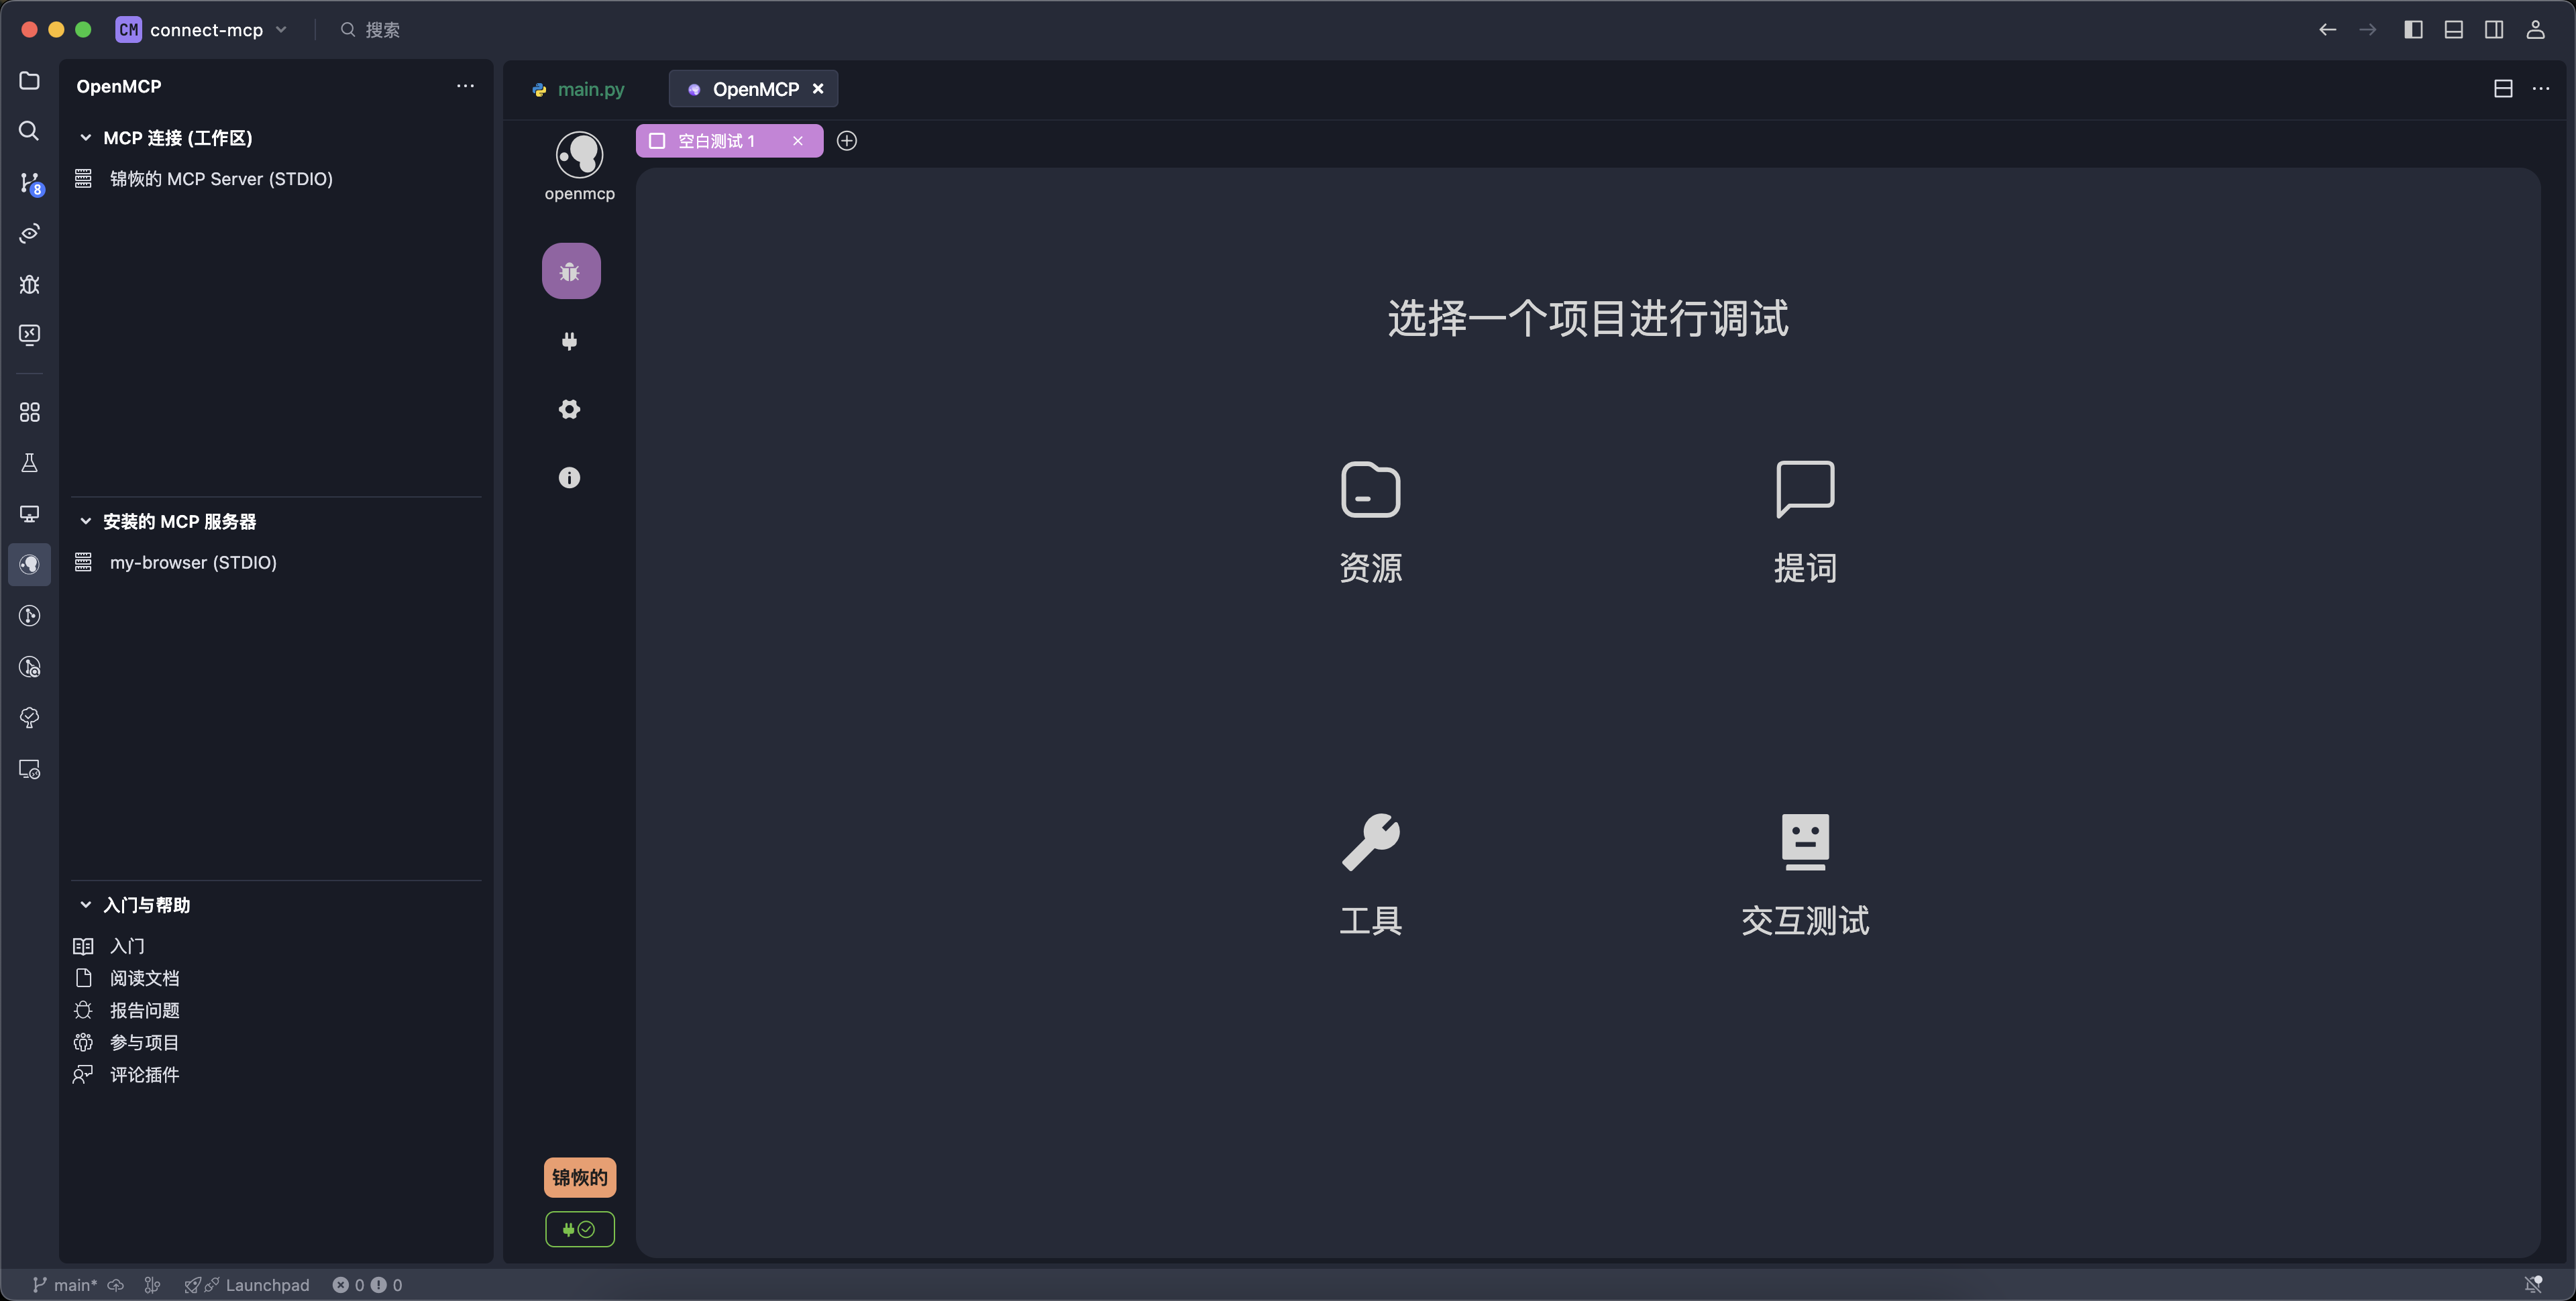 CM connect-mcp 搜索
OpenMCP
MCP 连接 (工作区)
锦恢的 MCP Server (STDIO)
8
安装的 MCP 服务器
my-browser (STDIO)
入门与帮助
入门
阅读文档
报告问题
参与项目
评论插件
main.py OpenMCP
openmcp
空白测试 1
选择一个项目进行调试
资源 提词
工具 交互测试
锦恢的
main* Launchpad 0 0